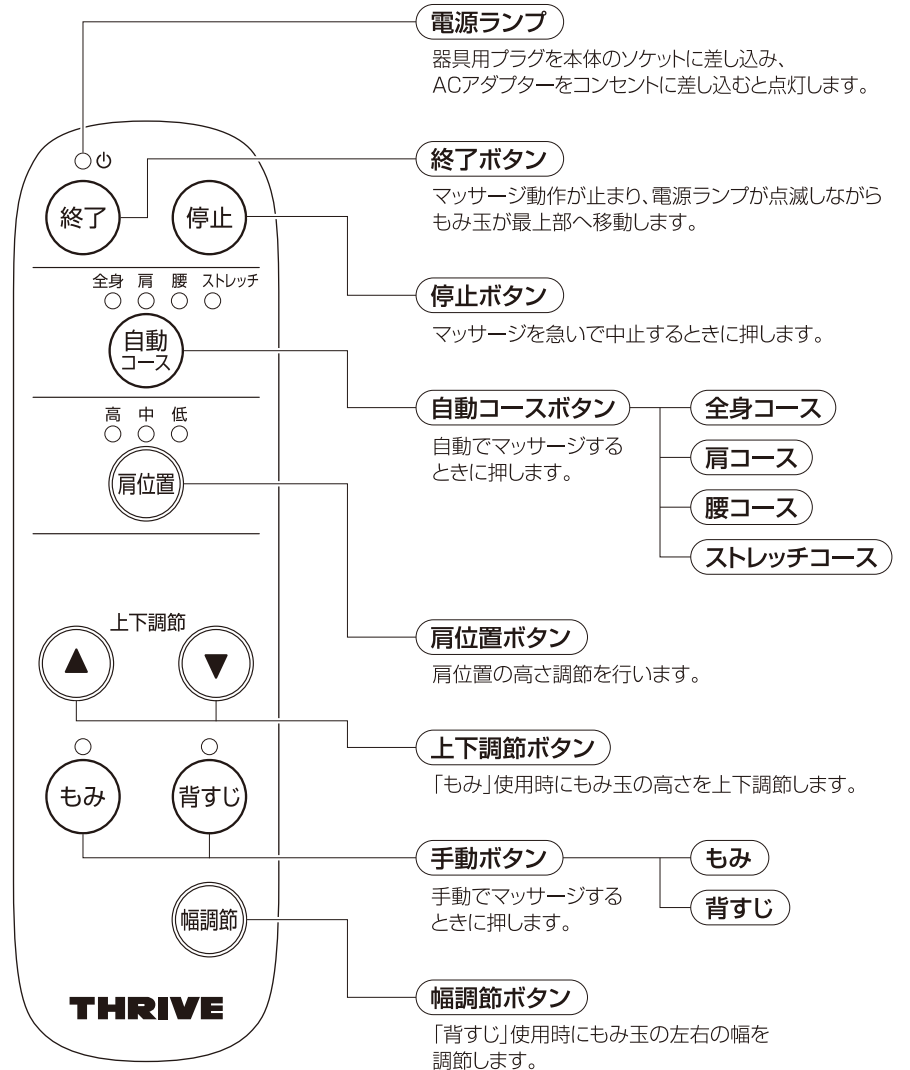 電源ランプ
器具用プラグを本体のソケットに差し込み、
ACアダプターをコンセントに差し込むと点灯します。
終了ボタン
マッサージ動作が止まり、電源ランプが点滅しながら
もみ玉が最上部へ移動します。
停止ボタン
マッサージを急いで中止するときに押します。
自動コースボタン
自動でマッサージする
ときに押します。
全身コース
肩コース
腰コース
ストレッチコース
肩位置ボタン
肩位置の高さ調節を行います。
上下調節ボタン
「もみ」使用時にもみ玉の高さを上下調節します。
手動ボタン
手動でマッサージする
ときに押します。
もみ
背すじ
幅調節ボタン
「背すじ」使用時にもみ玉の左右の幅を
調節します。
終了
停止
全身 肩 腰 ストレッチ
自動
コース
高 中 低
肩位置
上下調節
▲ ▼
もみ
背すじ
幅調節
THRIVE